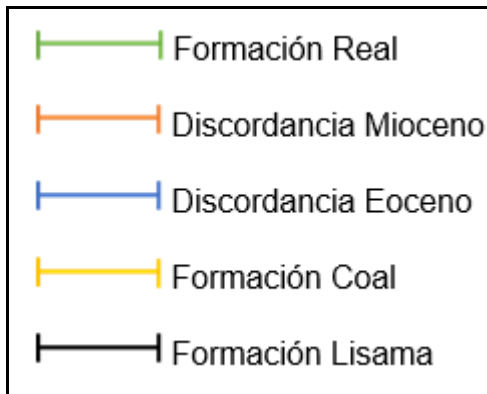 Formación Real
Discordancia Mioceno
Discordancia Eoceno
Formación Coal
Formación Lisama